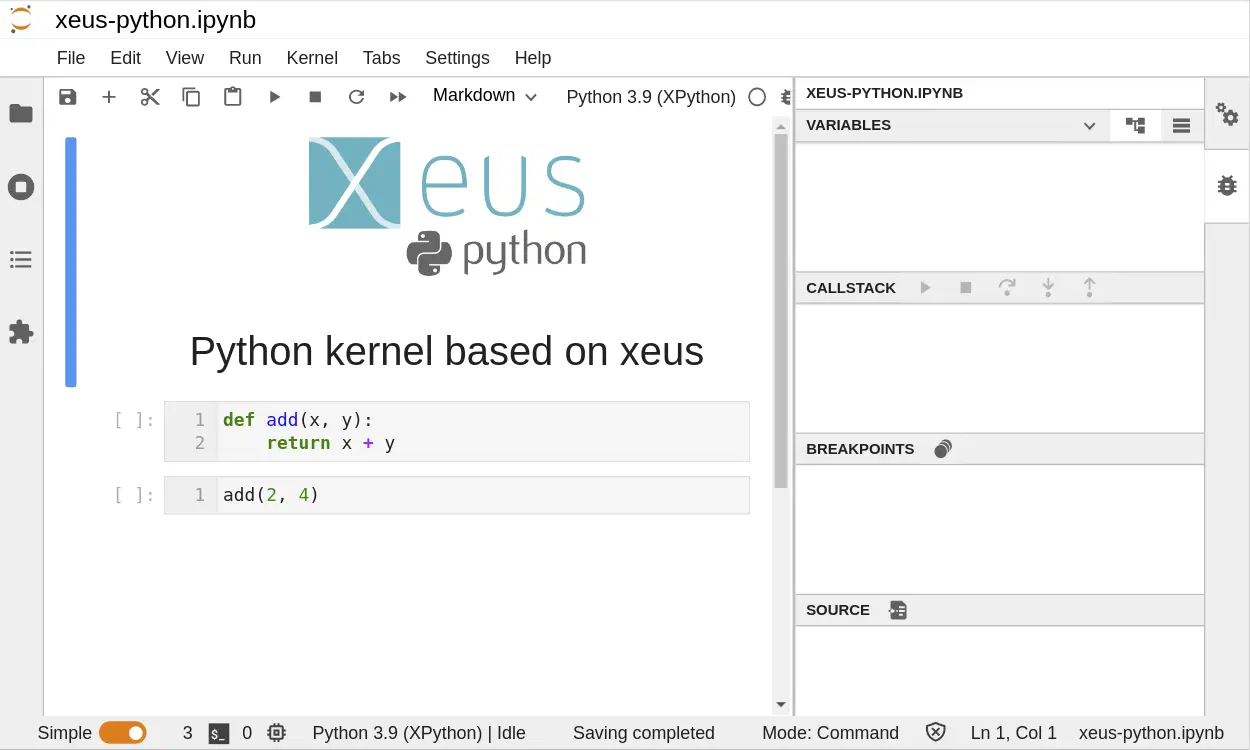 xeus-python.ipynb
File Edit View Run Kernel Tabs Settings Help
Markdown Python 3.9 (XPython)
xeus
python
Python kernel based on xeus
[ ]: 1 def add(x, y):
2 return x + y
[ ]: 1 add(2, 4)
XEUS-PYTHON.IPYNB
VARIABLES
CALLSTACK
BREAKPOINTS
SOURCE
Simple 3 $_ 0 Python 3.9 (XPython) | Idle Saving completed Mode: Command Ln 1, Col 1 xeus-python.ipynb